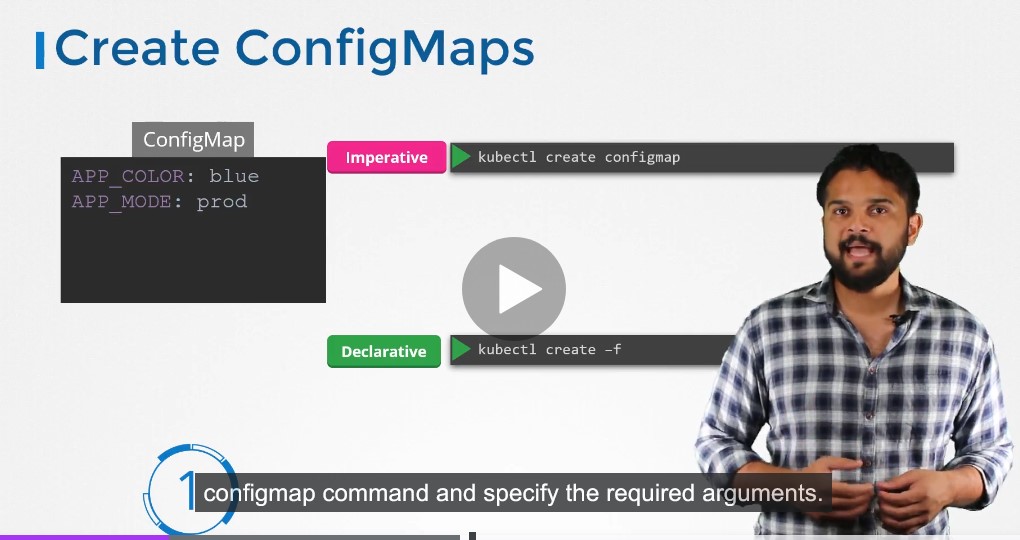 Create ConfigMaps
ConfigMap
APP_COLOR: blue
APP_MODE: prod
Imperative
kubectl create configmap
Declarative
kubectl create –f
1
configmap command and specify the required arguments.